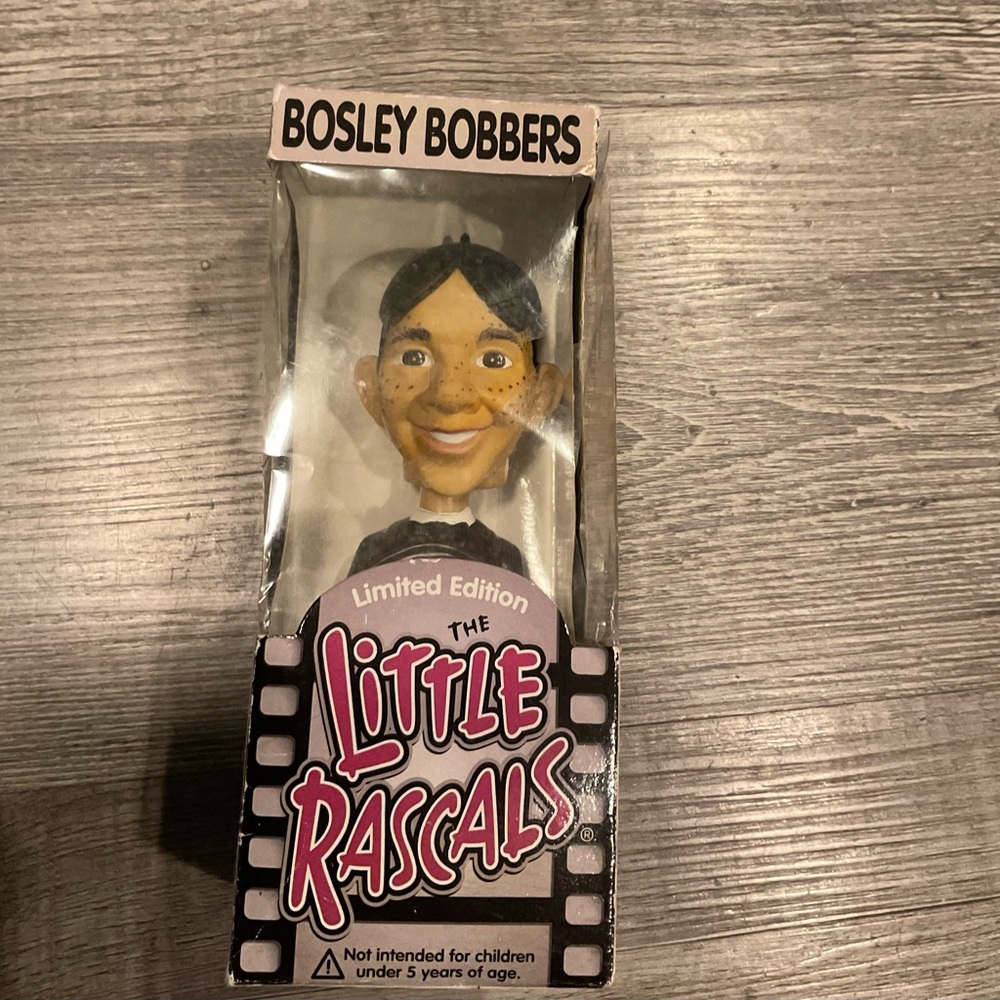 BOSLEY BOBBERS
Limited Edition
THE
LiTTLE
RASCALS®
Not intended for children
under 5 years of age.